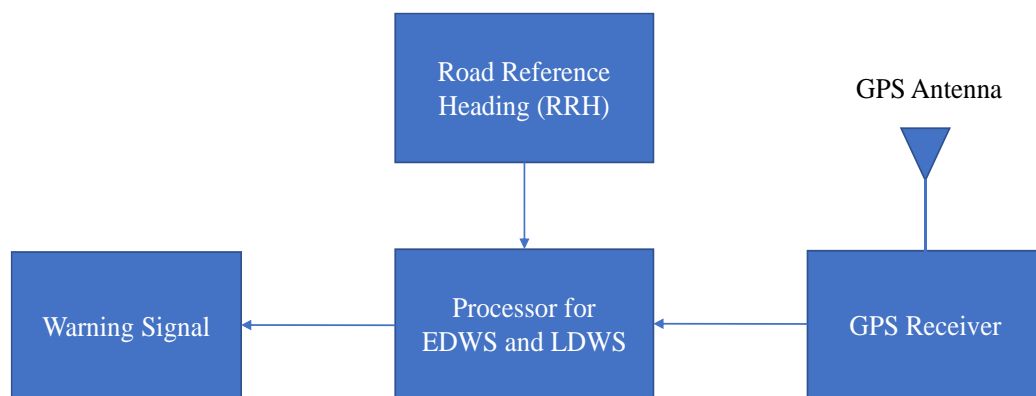 Road Reference
Heading (RRH)
GPS Antenna
Warning Signal
Processor for
EDWS and LDWS
GPS Receiver